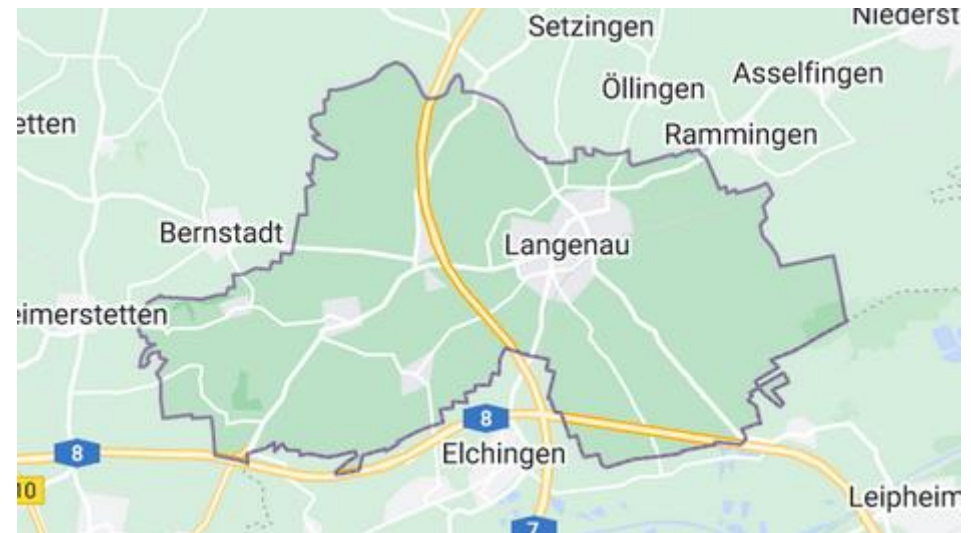 Setzingen
Niederst
Öllingen
Asselfingen
etten
Rammingen
Bernstadt
Langenau
eimerstetten
8
8
Elchingen
10
Leipheim
7